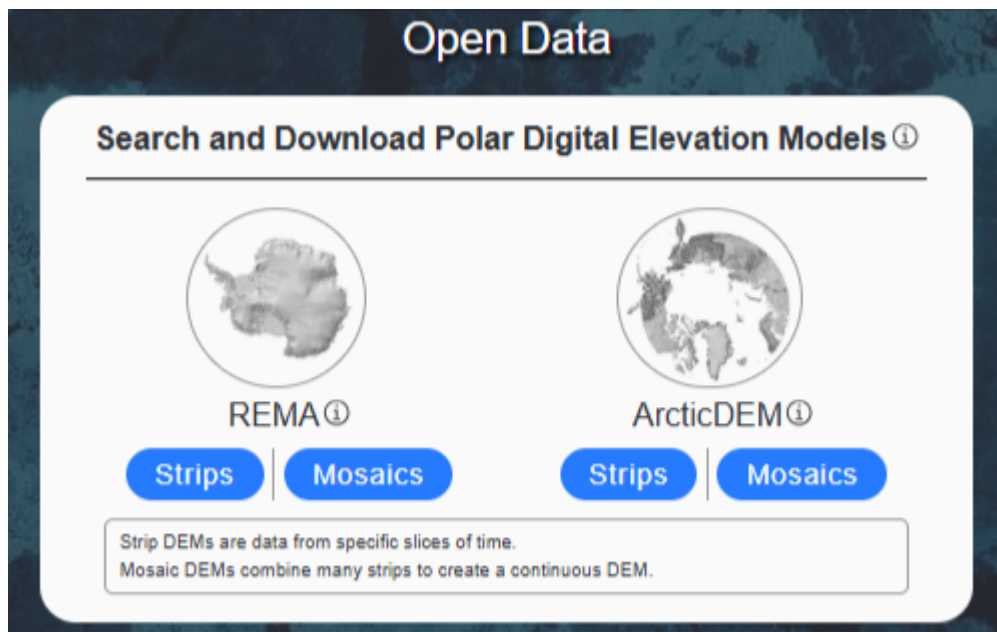 Open Data
Search and Download Polar Digital Elevation Models
REMA
ArcticDEM
Strips
Mosaics
Strips
Mosaics
Strip DEMs are data from specific slices of time.
Mosaic DEMs combine many strips to create a continuous DEM.